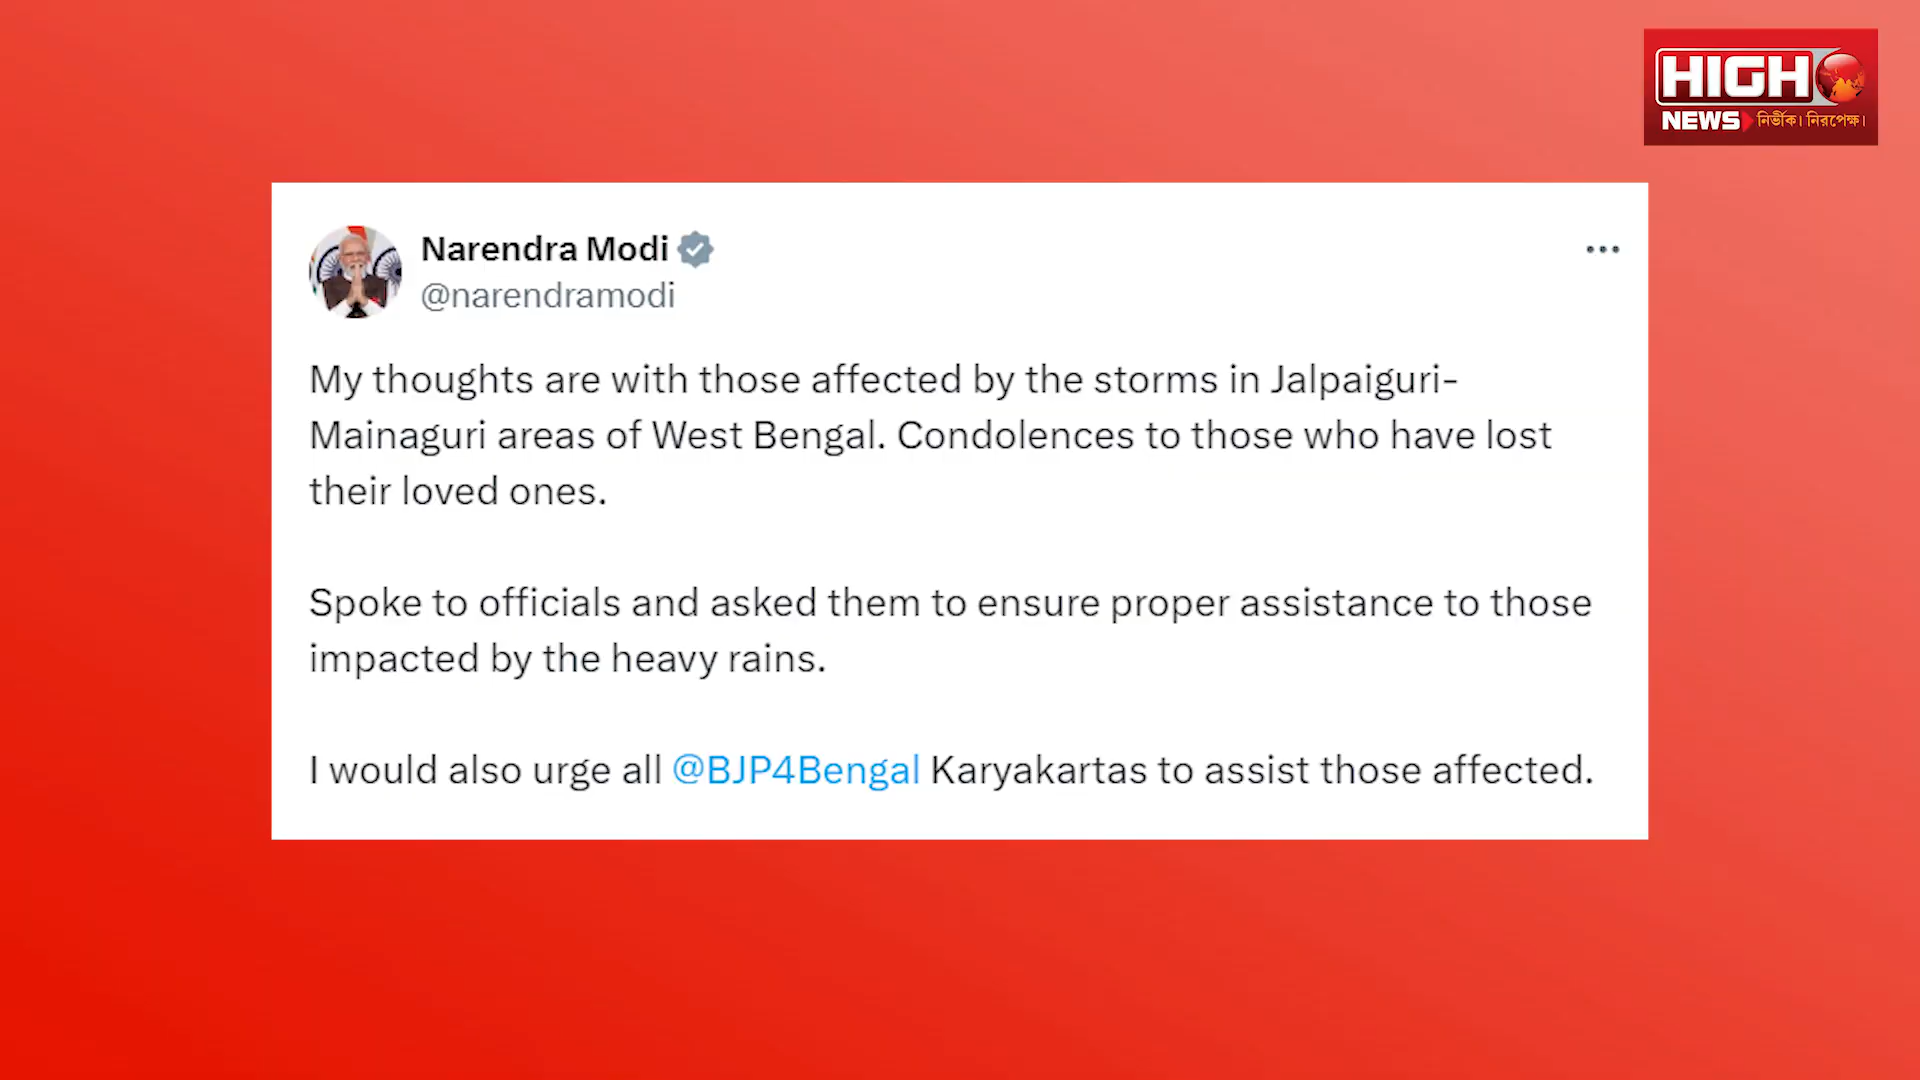 HIGH
NEWS নির্ভীক। নিরপেক্ষ।
Narendra Modi
@narendramodi
My thoughts are with those affected by the storms in Jalpaiguri-
Mainaguri areas of West Bengal. Condolences to those who have lost
their loved ones.
Spoke to officials and asked them to ensure proper assistance to those
impacted by the heavy rains.
I would also urge all @BJP4Bengal Karyakartas to assist those affected.